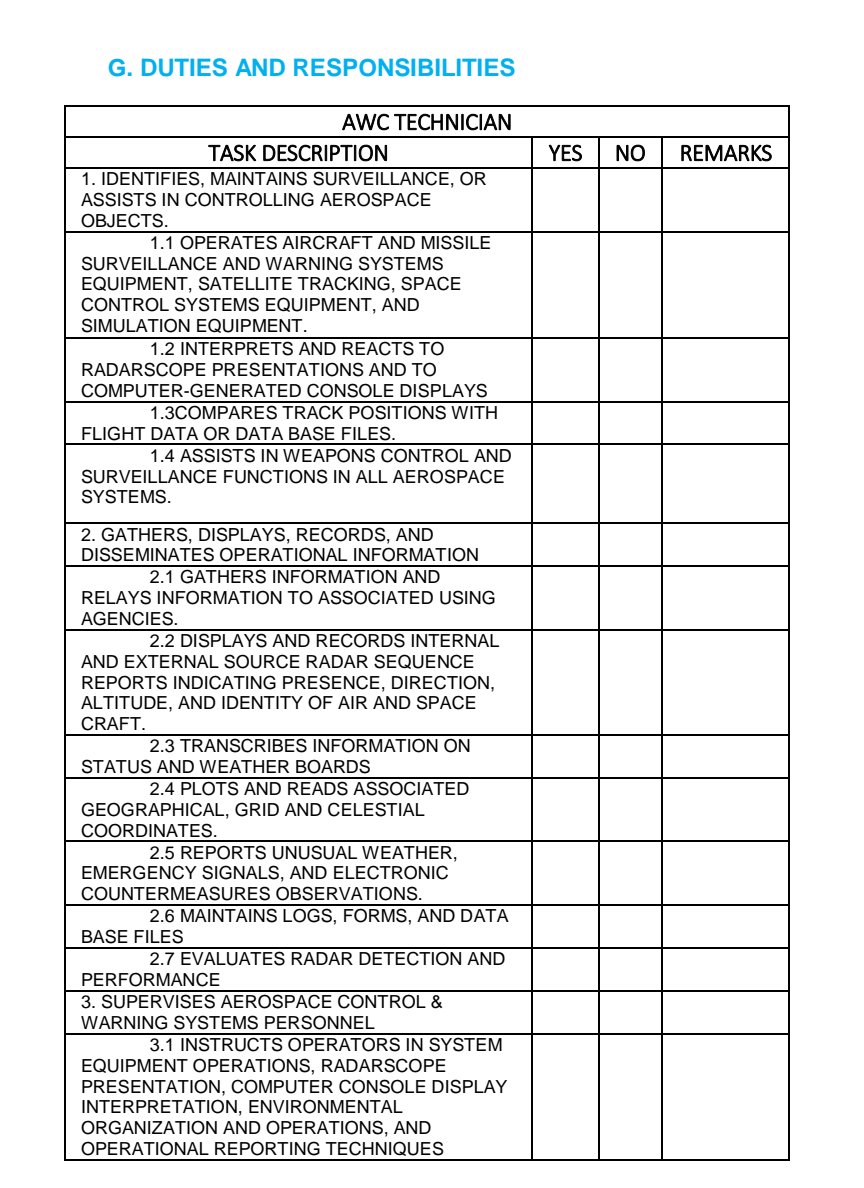 G. DUTIES AND RESPONSIBILITIES
AWC TECHNICIAN
TASK DESCRIPTION YES NO REMARKS
1. IDENTIFIES, MAINTAINS SURVEILLANCE, OR
ASSISTS IN CONTROLLING AEROSPACE
OBJECTS.
1.1 OPERATES AIRCRAFT AND MISSILE
SURVEILLANCE AND WARNING SYSTEMS
EQUIPMENT, SATELLITE TRACKING, SPACE
CONTROL SYSTEMS EQUIPMENT, AND
SIMULATION EQUIPMENT.
1.2 INTERPRETS AND REACTS TO
RADARSCOPE PRESENTATIONS AND TO
COMPUTER-GENERATED CONSOLE DISPLAYS
1.3COMPARES TRACK POSITIONS WITH
FLIGHT DATA OR DATA BASE FILES.
1.4 ASSISTS IN WEAPONS CONTROL AND
SURVEILLANCE FUNCTIONS IN ALL AEROSPACE
SYSTEMS.
2. GATHERS, DISPLAYS, RECORDS, AND
DISSEMINATES OPERATIONAL INFORMATION
2.1 GATHERS INFORMATION AND
RELAYS INFORMATION TO ASSOCIATED USING
AGENCIES.
2.2 DISPLAYS AND RECORDS INTERNAL
AND EXTERNAL SOURCE RADAR SEQUENCE
REPORTS INDICATING PRESENCE, DIRECTION,
ALTITUDE, AND IDENTITY OF AIR AND SPACE
CRAFT.
2.3 TRANSCRIBES INFORMATION ON
STATUS AND WEATHER BOARDS
2.4 PLOTS AND READS ASSOCIATED
GEOGRAPHICAL, GRID AND CELESTIAL
COORDINATES.
2.5 REPORTS UNUSUAL WEATHER,
EMERGENCY SIGNALS, AND ELECTRONIC
COUNTERMEASURES OBSERVATIONS.
2.6 MAINTAINS LOGS, FORMS, AND DATA
BASE FILES
2.7 EVALUATES RADAR DETECTION AND
PERFORMANCE
3. SUPERVISES AEROSPACE CONTROL &
WARNING SYSTEMS PERSONNEL
3.1 INSTRUCTS OPERATORS IN SYSTEM
EQUIPMENT OPERATIONS, RADARSCOPE
PRESENTATION, COMPUTER CONSOLE DISPLAY
INTERPRETATION, ENVIRONMENTAL
ORGANIZATION AND OPERATIONS, AND
OPERATIONAL REPORTING TECHNIQUES